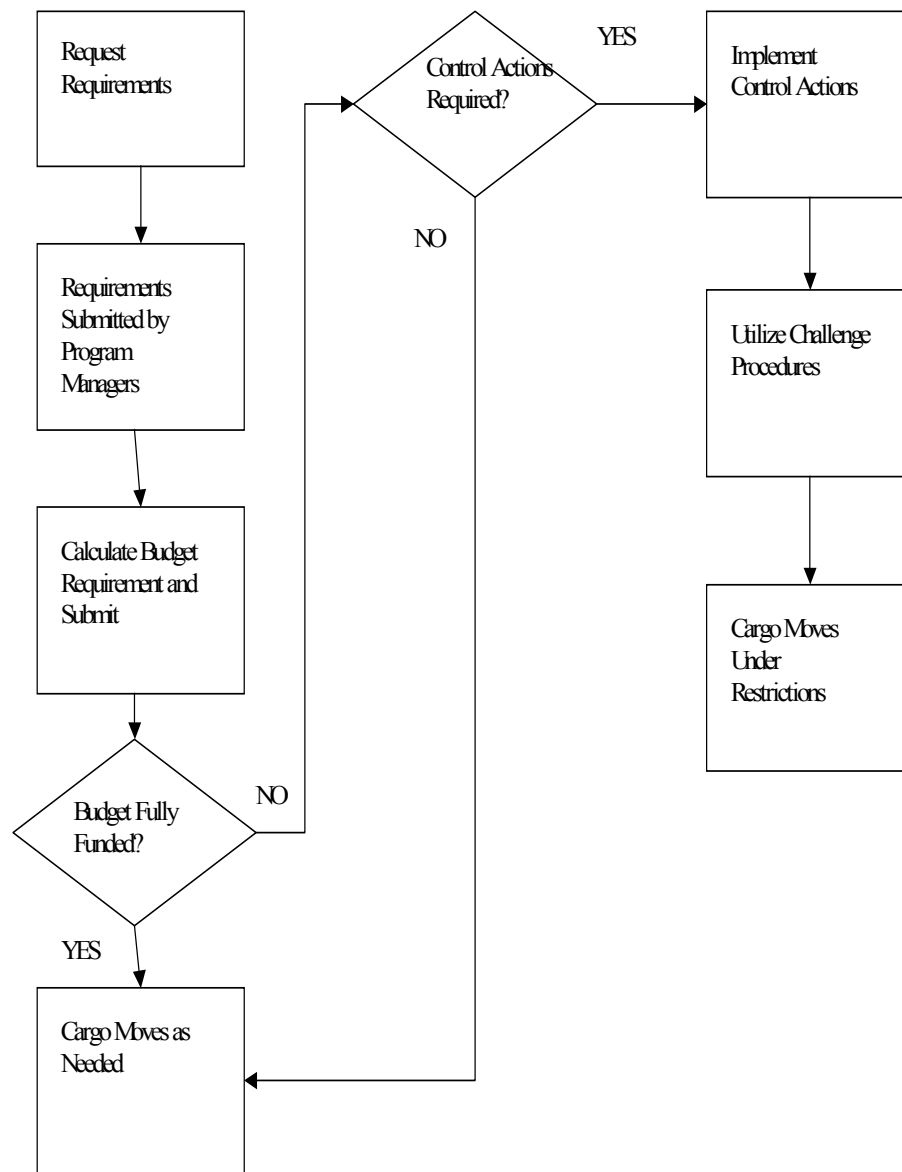 Request
Requirements
Requirements
Submitted by
Program
Managers
Calculate Budget
Requirement and
Submit
Budget Fully
Funded?
NO
YES
Cargo Moves as
Needed
Control Actions
Required?
YES
NO
Implement
Control Actions
Utilize Challenge
Procedures
Cargo Moves
Under
Restrictions